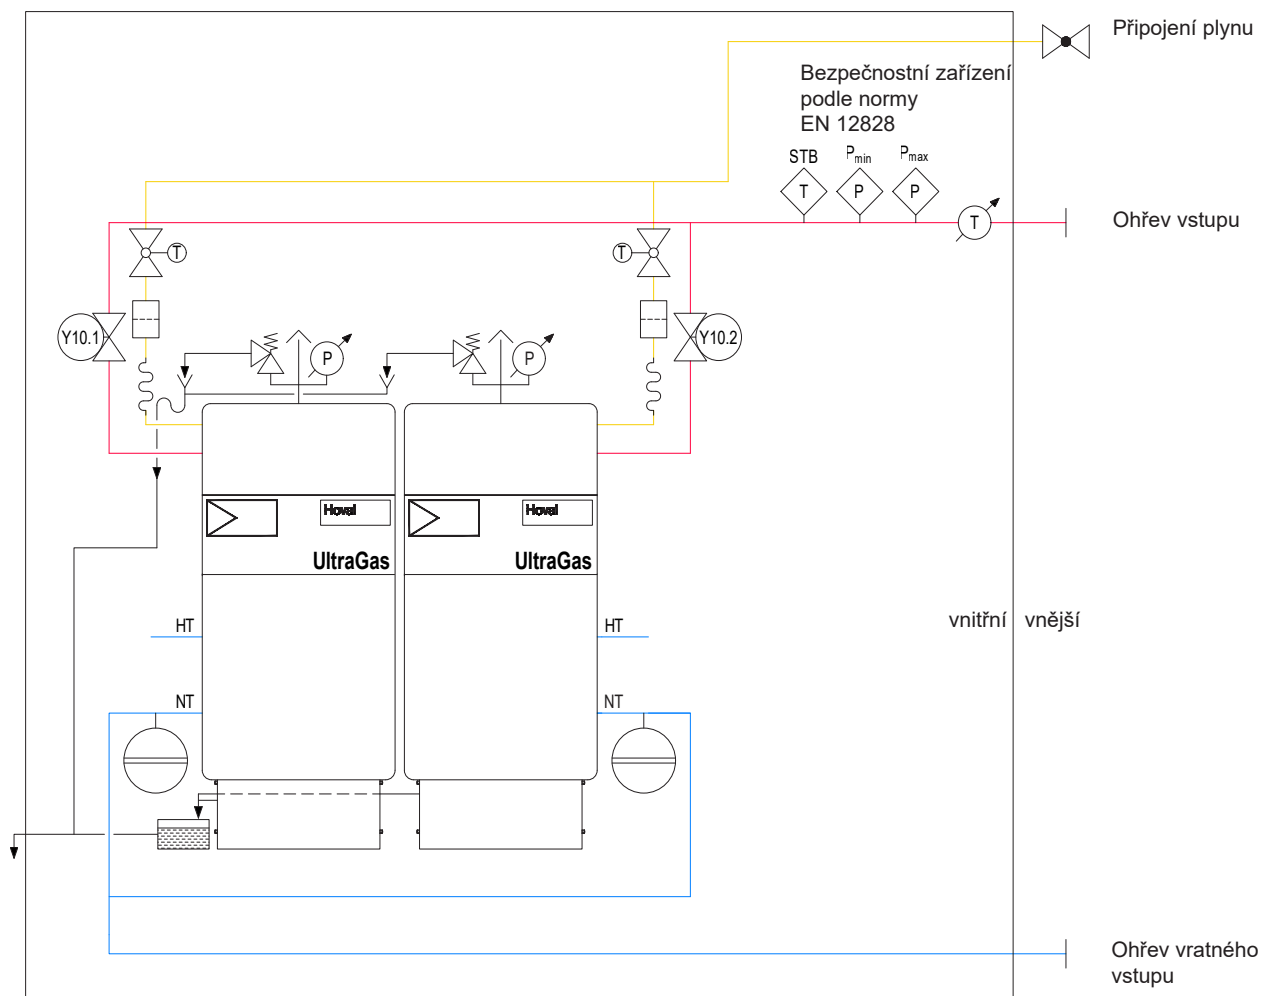 Připojení plynu
Bezpečnostní zařízení
podle normy
EN 12828
STB
Pmin
Pmax
T
P
P
T
Ohřev vstupu
T
T
Y10.1
Y10.2
P
P
Hoval
Hoval
UltraGas
UltraGas
HT
HT
vnitřní
vnější
NT
NT
Ohřev vratného
vstupu